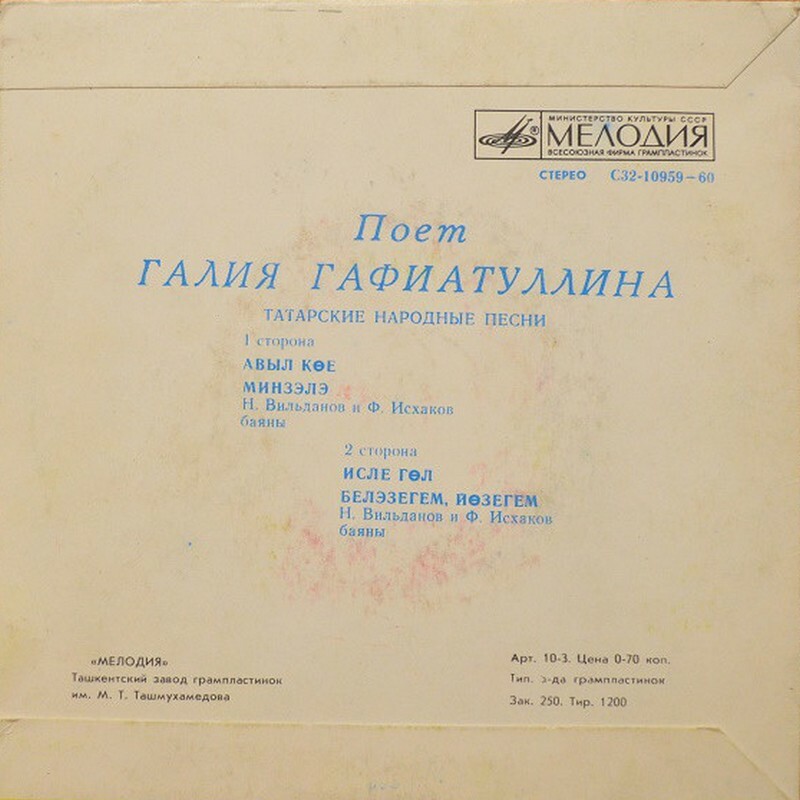 МИНИСТЕРСТВО КУЛЬТУРЫ СССР
МЕЛОДИЯ
ВСЕСОЮЗНАЯ ФИРМА ГРАМПЛАСТИНОК
СТЕРЕО С32-10959-60
Поет
ГАЛИЯ ГАФИАТУЛЛИНА
ТАТАРСКИЕ НАРОДНЫЕ ПЕСНИ
1 сторона
АВЫЛ КӨЕ
МИНЗЭЛЭ
Н. Вильданов и Ф. Исхаков
баяны
2 сторона
ИСЛЕ ГӨЛ
БЕЛЭЗЕГЕМ, ЙӨЗЕГЕМ
Н. Вильданов и Ф. Исхаков
баяны
«МЕЛОДИЯ»
Ташкентский завод грампластинок
им. М. Т. Ташмухамедова
Арт. 10-3. Цена 0-70 коп.
Тип. з-да грампластинок
Зак. 250. Тир. 1200